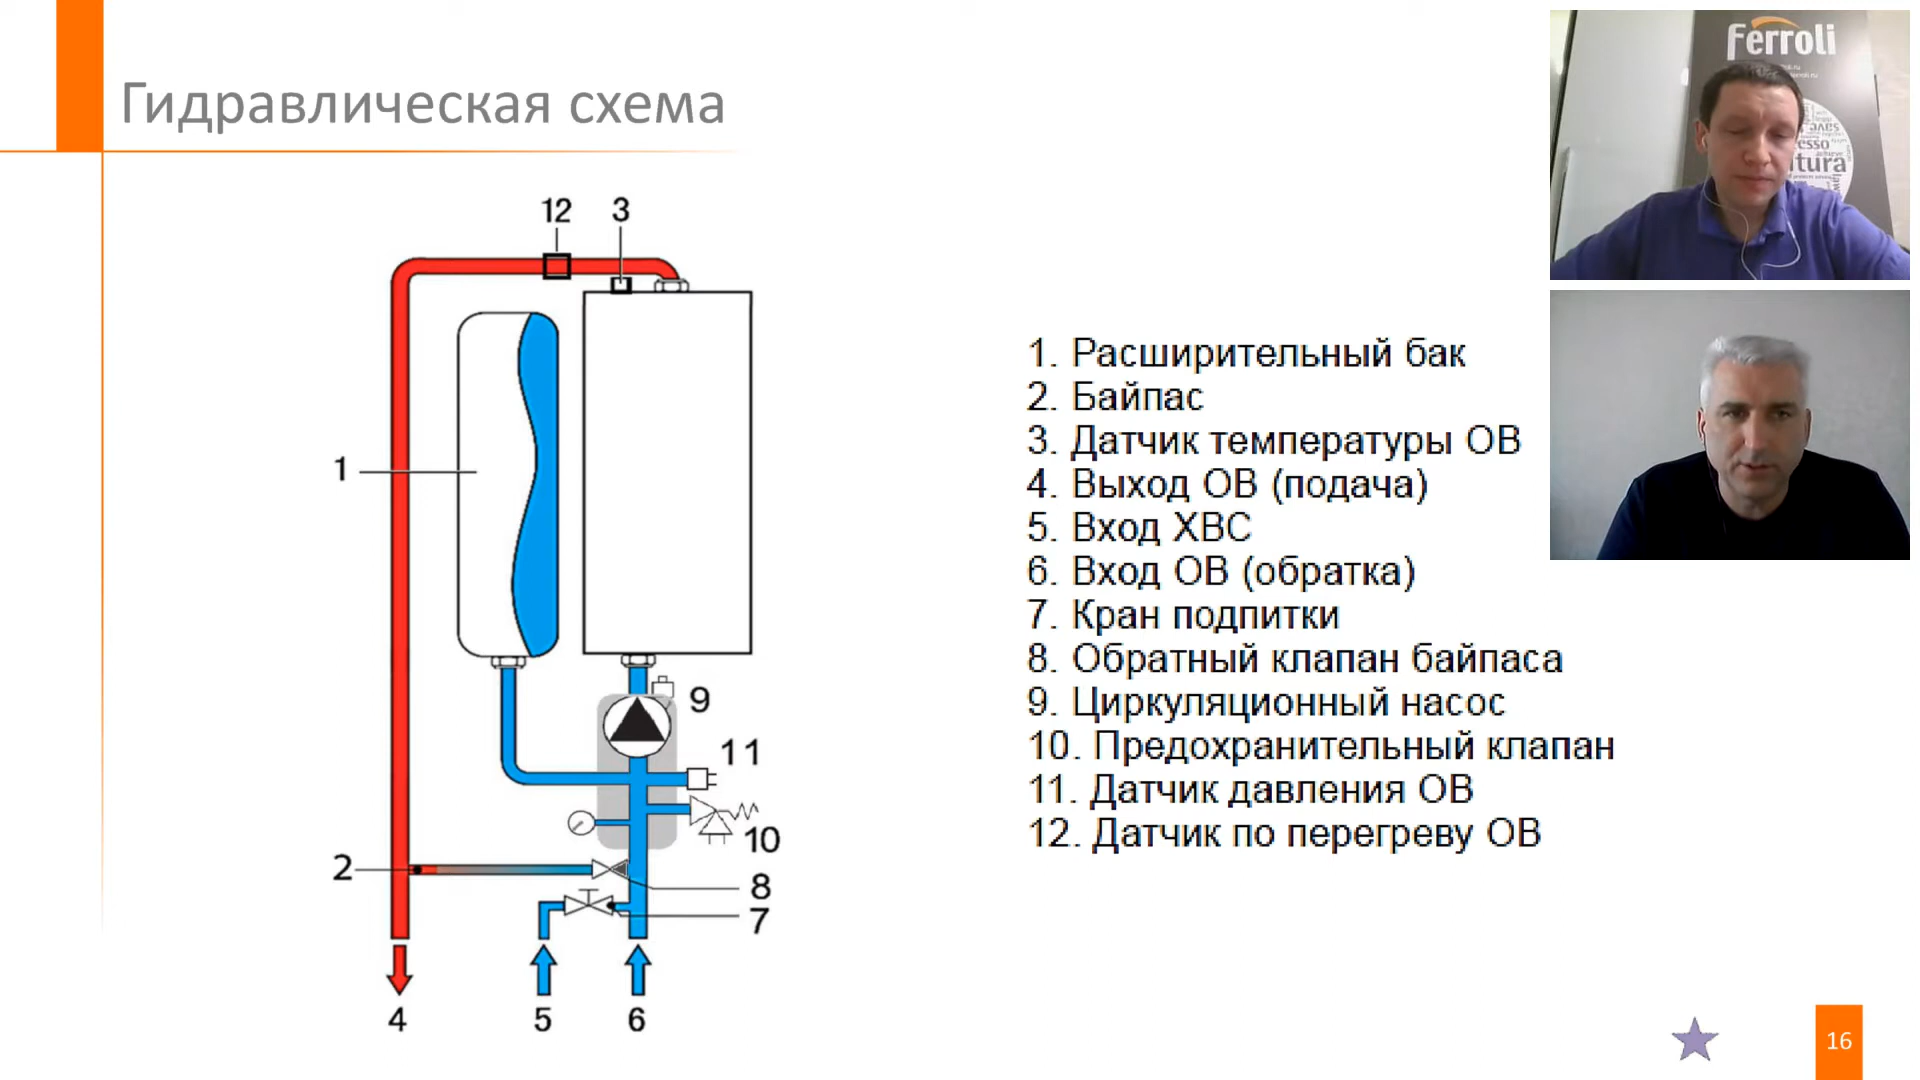 Гидравлическая схема
12 3
1
9
11
10
2
8
7
4 5 6
1. Расширительный бак
2. Байпас
3. Датчик температуры ОВ
4. Выход ОВ (подача)
5. Вход ХВС
6. Вход ОВ (обратка)
7. Кран подпитки
8. Обратный клапан байпаса
9. Циркуляционный насос
10. Предохранительный клапан
11. Датчик давления ОВ
12. Датчик по перегреву ОВ
Ferroli
save
esso
tura
16